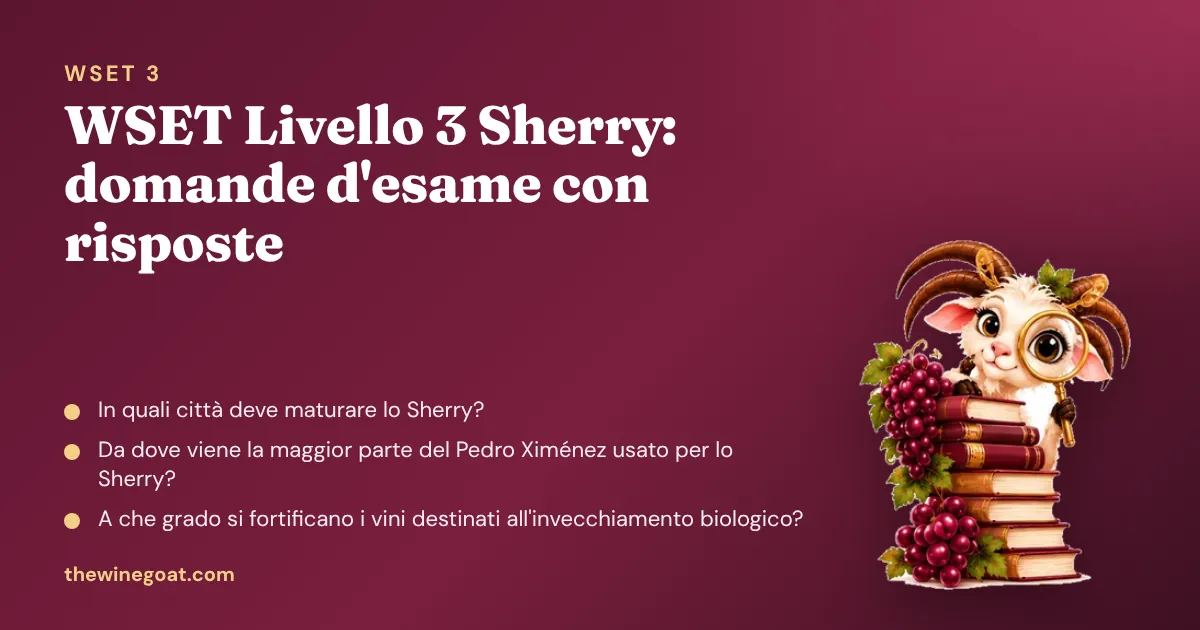 WSET 3
WSET Livello 3 Sherry:
domande d'esame con
risposte
In quali città deve maturare lo Sherry?
Da dove viene la maggior parte del Pedro Ximénez usato per lo
Sherry?
A che grado si fortificano i vini destinati all'invecchiamento biologico?
thewinegoat.com